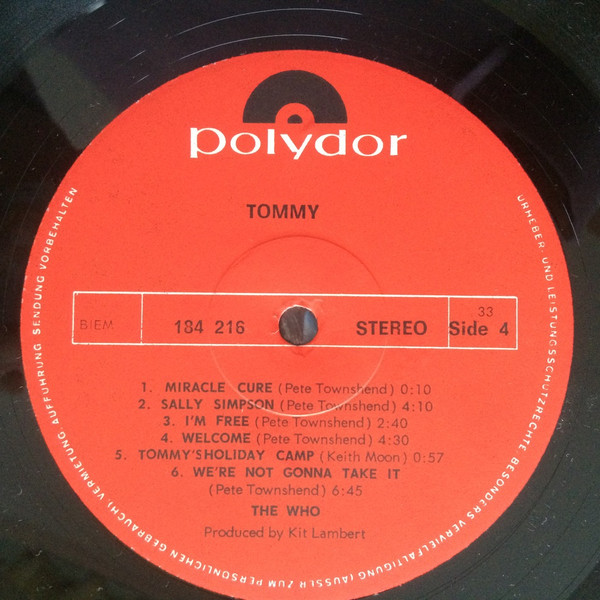 polydor
TOMMY
BIEM
184 216
STEREO
33
Side 4
1. MIRACLE CURE (Pete Townshend) 0:10
2. SALLY SIMPSON (Pete Townshend) 4:10
3. I'M FREE (Pete Townshend) 2:40
4. WELCOME (Pete Townshend) 4:30
5. TOMMY'SHOLIDAY CAMP (Keith Moon) 0:57
6. WE'RE NOT GONNA TAKE IT
(Pete Townshend) 6:45
THE WHO
Produced by Kit Lambert
URHEBER- UND LEISTUNGSSCHUTZRECHTE, BESONDERS VERVIELFÄLTIGUNG (AUSSER ZUM PERSÖNLICHEN GEBRAUCH), VERMIETUNG, AUFFÜHRUNG, SENDUNG VORBEHALTEN